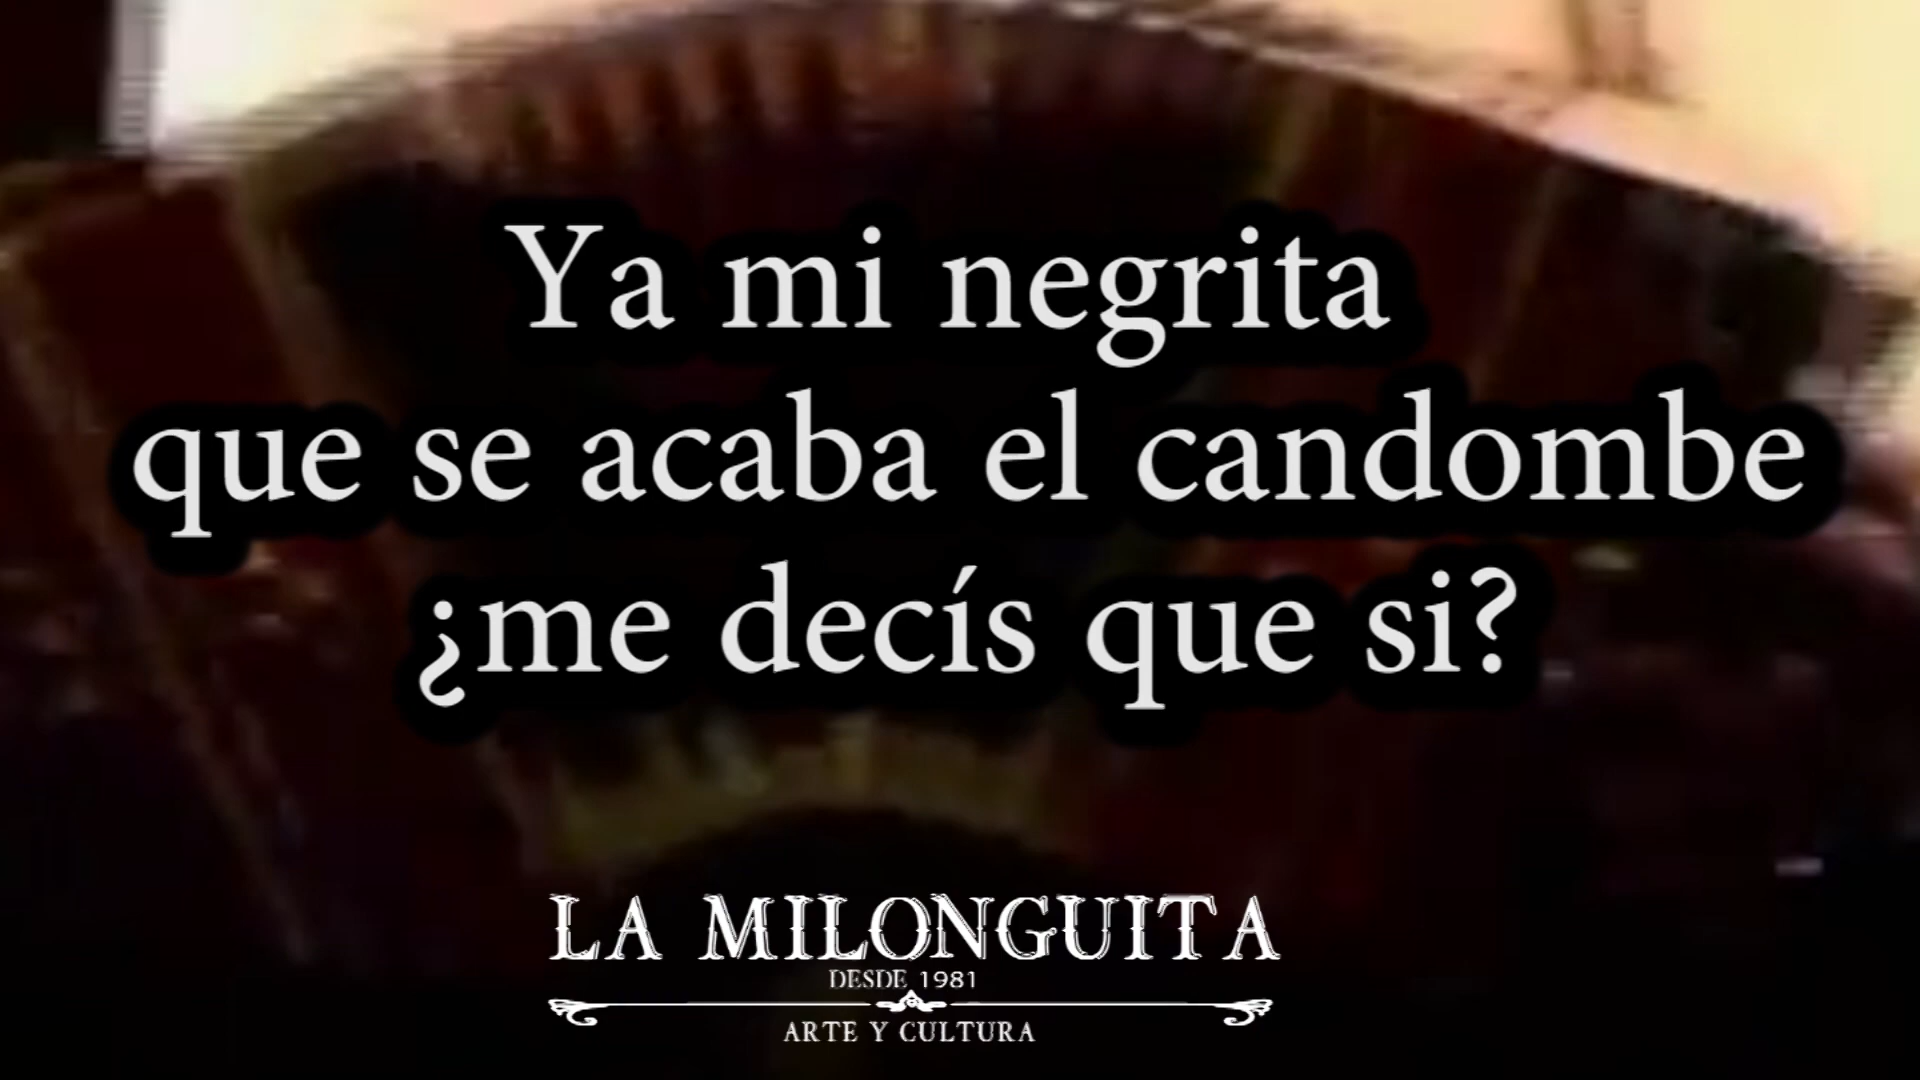 Ya mi negrita
que se acaba el candombe
¿me decís que si?
LA MILONGUITA
DESDE 1981
ARTE Y CULTURA